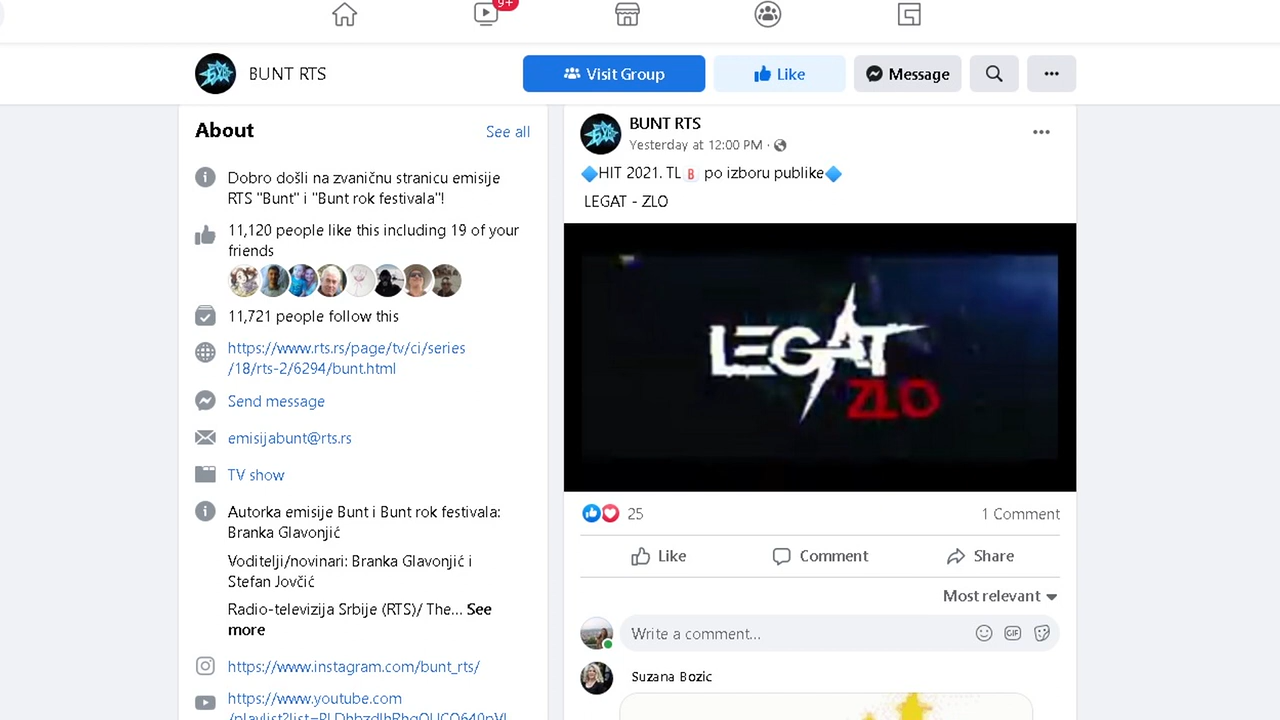 9+
BUNT RTS
Visit Group
Like
Message
About
See all
Dobro došli na zvaničnu stranicu emisije
RTS "Bunt" i "Bunt rok festivala"!
11,120 people like this including 19 of your
friends
11,721 people follow this
https://www.rts.rs/page/tv/ci/series
/18/rts-2/6294/bunt.html
Send message
emisijabunt@rts.rs
TV show
Autorka emisije Bunt i Bunt rok festivala:
Branka Glavonjić
Voditelji/novinari: Branka Glavonjić i
Stefan Jovčić
Radio-televizija Srbije (RTS)/ The... See
more
https://www.instagram.com/bunt_rts/
https://www.youtube.com
BUNT RTS
Yesterday at 12:00 PM ·
HIT 2021. TL B po izboru publike
LEGAT - ZLO
LEGAT
ZLO
25
1 Comment
Like
Comment
Share
Most relevant
Write a comment...
GIF
Suzana Bozic